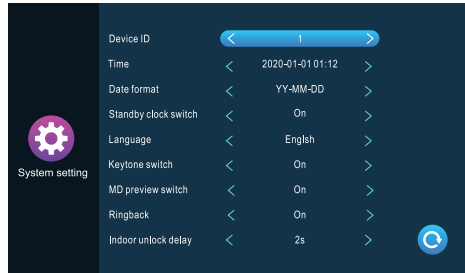 Device ID < 1 >
Time < 2020-01-01 01:12 >
Date format < YY-MM-DD >
Standby clock switch < On >
Language < Englsh >
Keytone switch < On >
System setting
MD preview switch < On >
Ringback < On >
Indoor unlock delay < 2s >